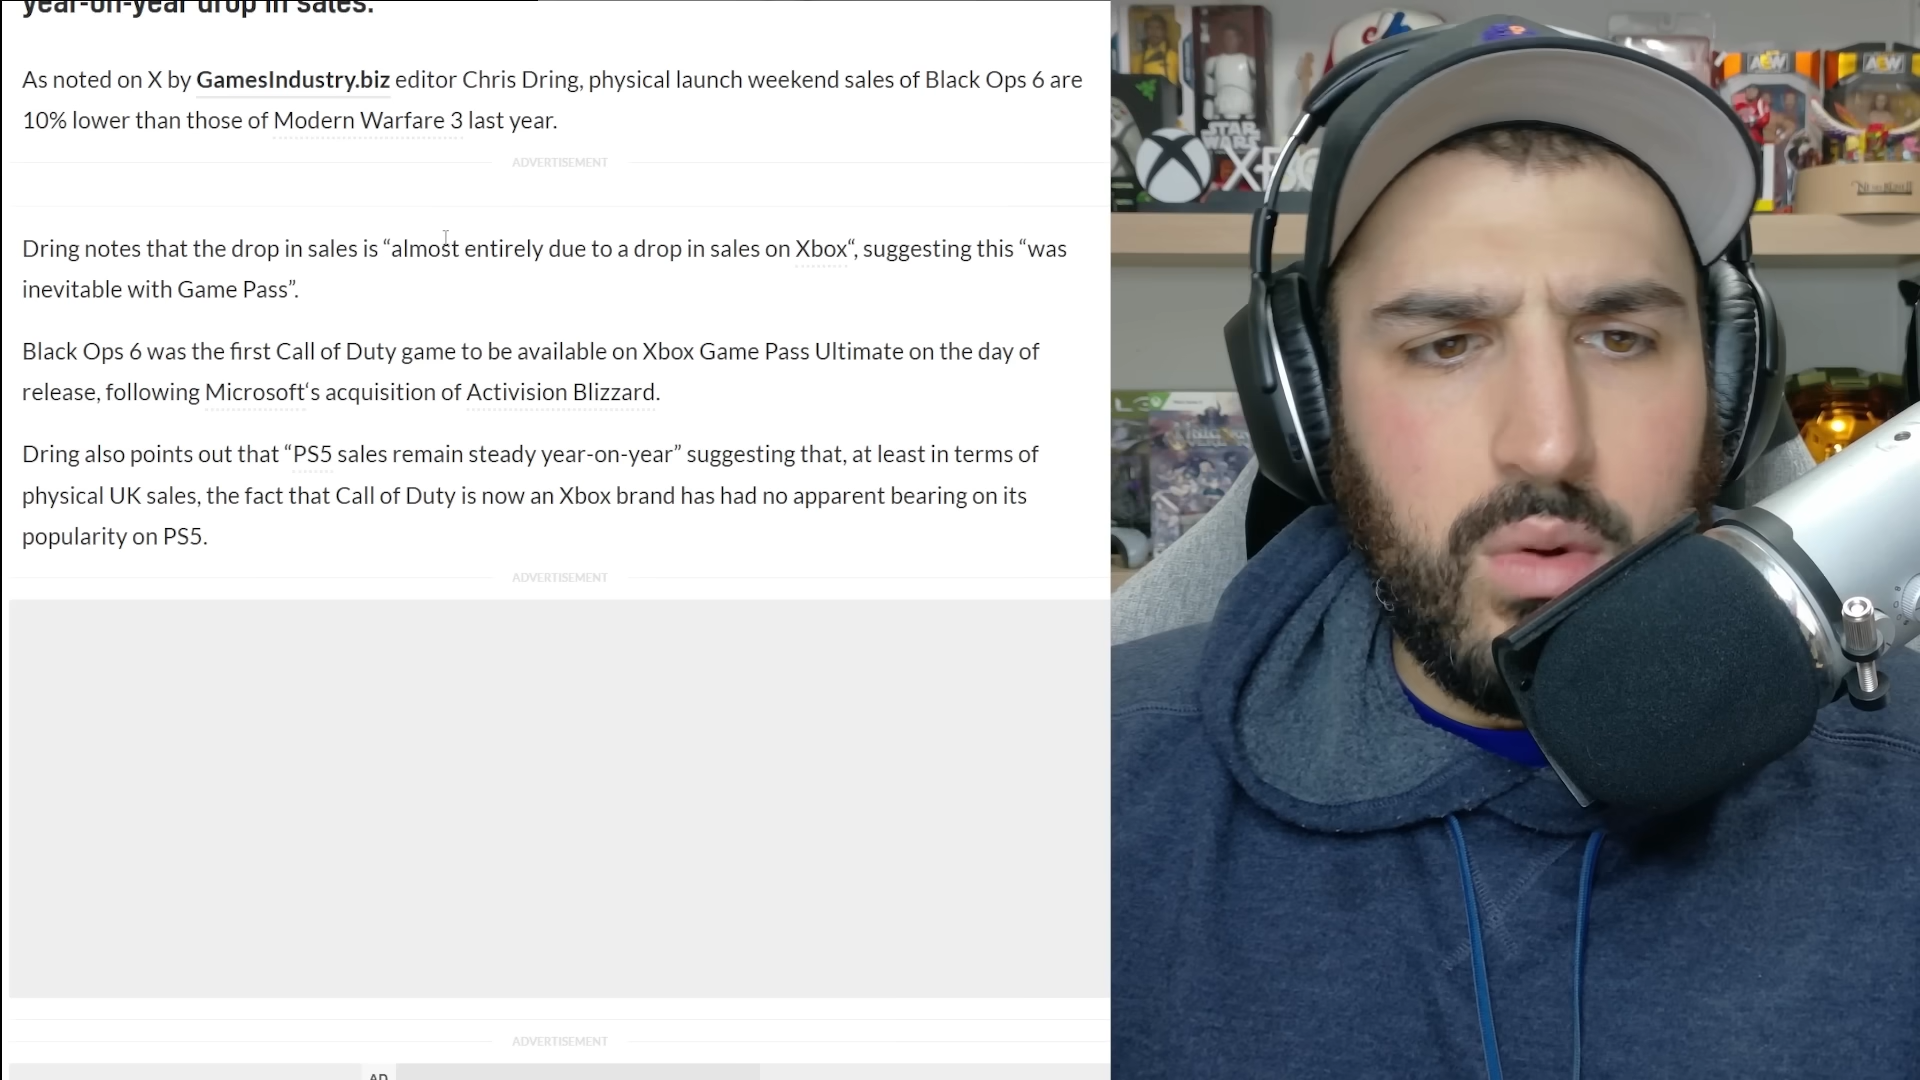 year-on-year drop in sales.
As noted on X by GamesIndustry.biz editor Chris Dring, physical launch weekend sales of Black Ops 6 are
10% lower than those of Modern Warfare 3 last year.
ADVERTISEMENT
Dring notes that the drop in sales is “almost entirely due to a drop in sales on Xbox“, suggesting this “was
inevitable with Game Pass”.
Black Ops 6 was the first Call of Duty game to be available on Xbox Game Pass Ultimate on the day of
release, following Microsoft‘s acquisition of Activision Blizzard.
Dring also points out that “PS5 sales remain steady year-on-year” suggesting that, at least in terms of
physical UK sales, the fact that Call of Duty is now an Xbox brand has had no apparent bearing on its
popularity on PS5.
ADVERTISEMENT
ADVERTISEMENT
AD
STAR
WARS
AEW
AEW